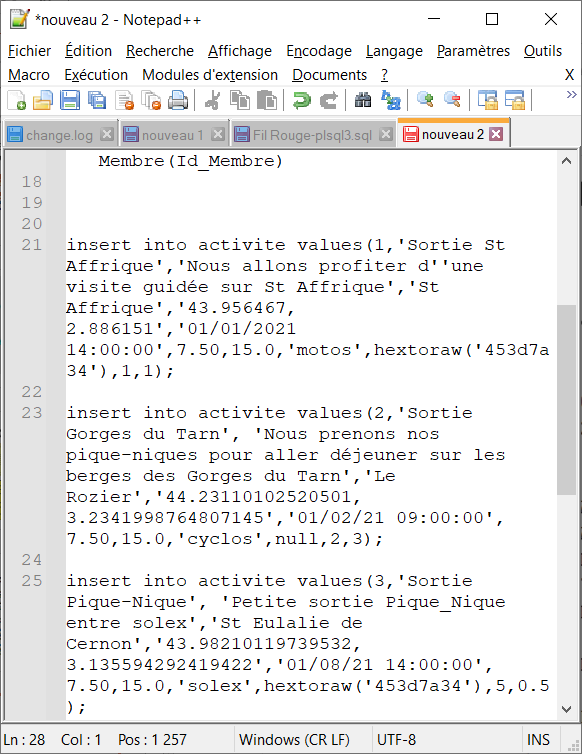 *nouveau 2 - Notepad++
Fichier Édition Recherche Affichage Encodage Langage Paramètres Outils
Macro Exécution Modules d'extension Documents ? X
change.log nouveau 1 Fil Rouge-plsql3.sql nouveau 2
Membre(Id_Membre)
18
19
20
21 insert into activite values(1,'Sortie St
Affrique','Nous allons profiter d''une
visite guidée sur St Affrique','St
Affrique','43.956467,
2.886151','01/01/2021
14:00:00',7.50,15.0,'motos',hextoraw('453d7a
34'),1,1);
22
23 insert into activite values(2,'Sortie
Gorges du Tarn', 'Nous prenons nos
pique-niques pour aller déjeuner sur les
berges des Gorges du Tarn','Le
Rozier','44.23110102520501,
3.2341998764807145','01/02/21 09:00:00',
7.50,15.0,'cyclos',null,2,3);
24
25 insert into activite values(3,'Sortie
Pique-Nique', 'Petite sortie Pique_Nique
entre solex','St Eulalie de
Cernon','43.98210119739532,
3.135594292419422','01/08/21 14:00:00',
7.50,15.0,'solex',hextoraw('453d7a34'),5,0.5
);
Ln : 28 Col : 1 Pos : 1 257 Windows (CR LF) UTF-8 INS